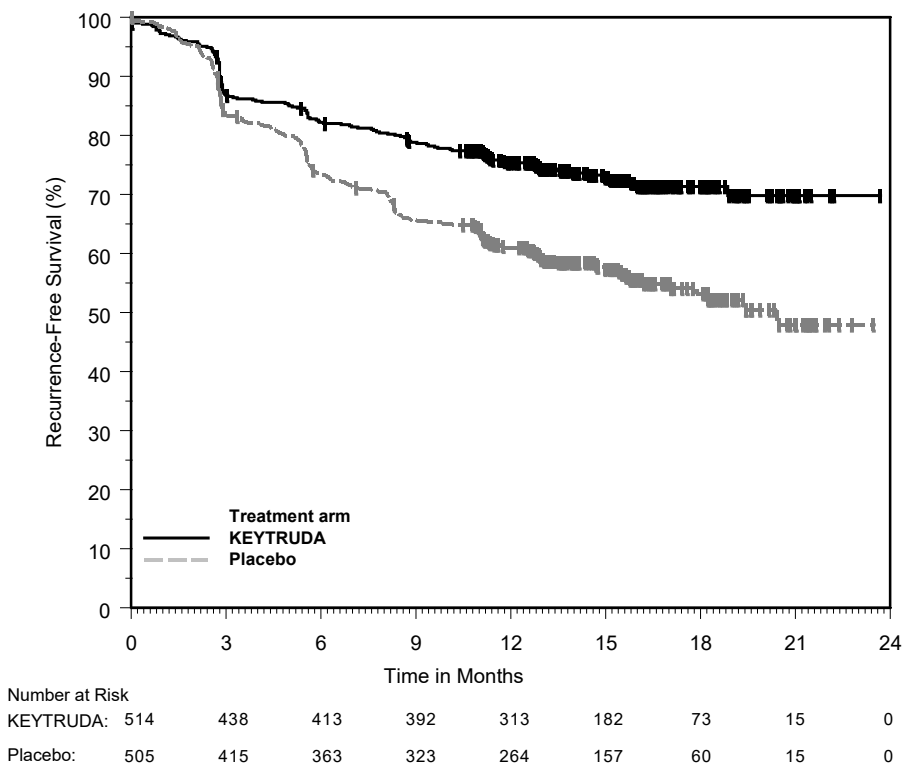 100
90
80
70
60
50
40
30
20
10
0
Recurrence-Free Survival (%)
Treatment arm
KEYTRUDA
Placebo
0 3 6 9 12 15 18 21 24
Time in Months
Number at Risk
KEYTRUDA: 514 438 413 392 313 182 73 15 0
Placebo: 505 415 363 323 264 157 60 15 0